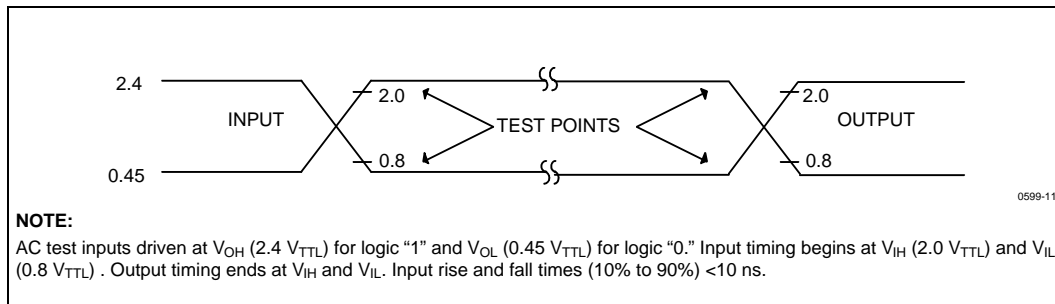 2.4
2.0
2.0
INPUT
TEST POINTS
OUTPUT
0.8
0.8
0.45
0599-11
NOTE:
AC test inputs driven at VOH (2.4 VTTL) for logic “1” and VOL (0.45 VTTL) for logic “0.” Input timing begins at VIH (2.0 VTTL) and VIL
(0.8 VTTL) . Output timing ends at VIH and VIL. Input rise and fall times (10% to 90%) <10 ns.